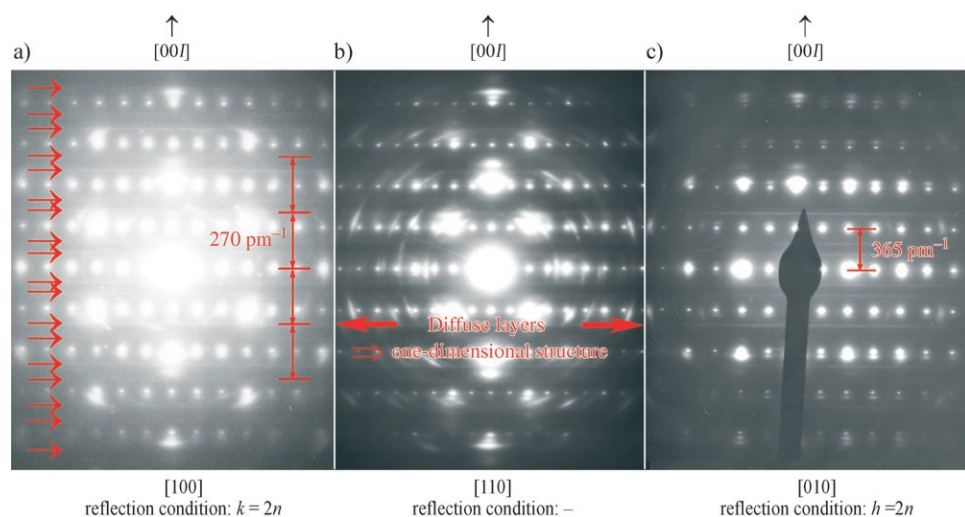 a)
[00l]
b)
[00l]
c)
[00l]
270 pm⁻¹
365 pm⁻¹
Diffuse layers
one-dimensional structure
[100]
reflection condition: k = 2n
[110]
reflection condition: –
[010]
reflection condition: h =2n